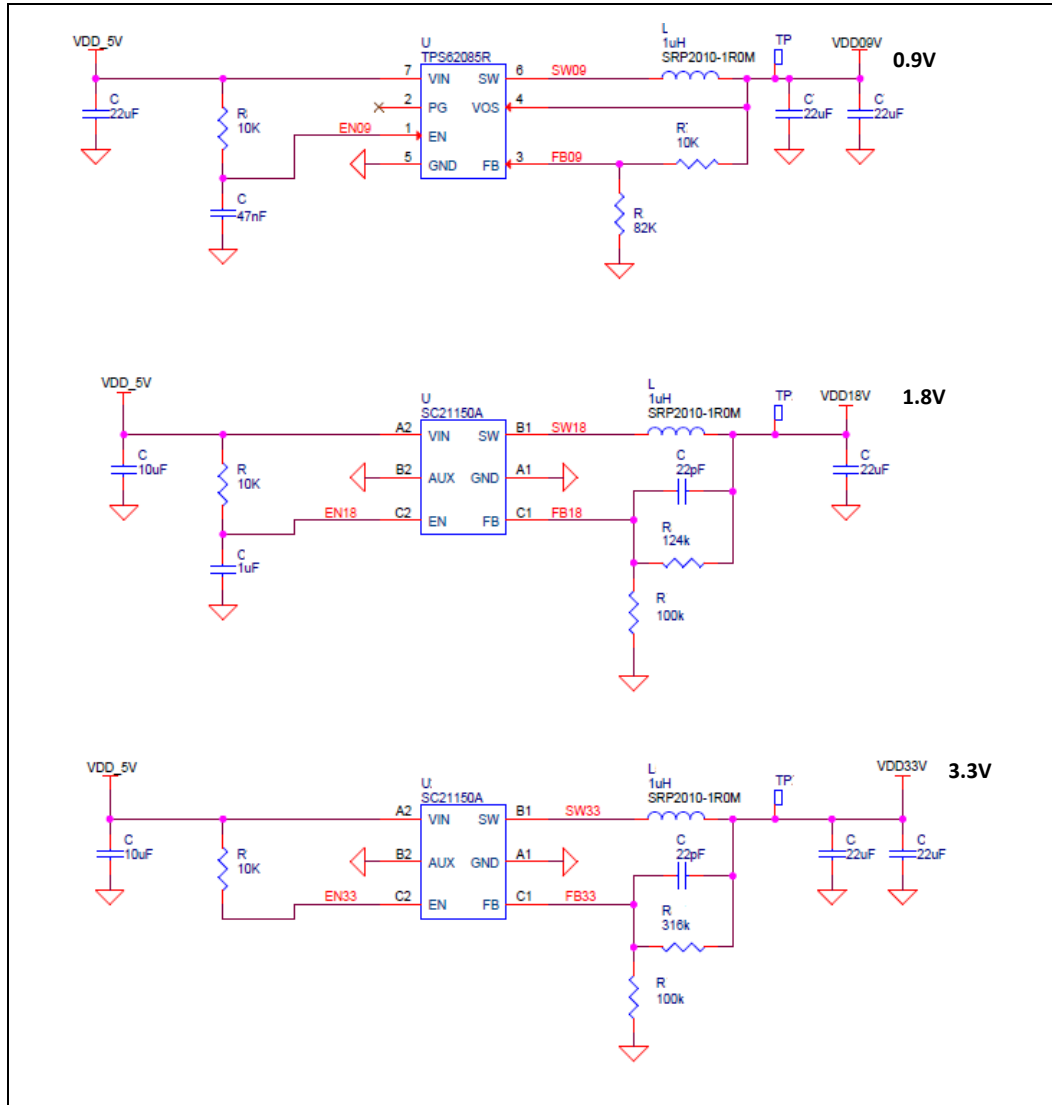 VDD_5V
C
22uF
R
10K
EN09
C
47nF
U
TPS62085R
7 VIN SW 6 SW09
2 PG VOS 4
1 EN
5 GND FB 3 FB09
L
1uH
SRP2010-1R0M
R
10K
R
82K
TP
C
22uF
VDD09V
C
22uF
0.9V
VDD_5V
C
10uF
R
10K
EN18
C
1uF
U
SC21150A
A2 VIN SW B1 SW18
B2 AUX GND A1
C2 EN FB C1 FB18
L
1uH
SRP2010-1R0M
C
22pF
R
124k
R
100k
TP
VDD18V
C
22uF
1.8V
VDD_5V
C
10uF
R
10K
EN33
U
SC21150A
A2 VIN SW B1 SW33
B2 AUX GND A1
C2 EN FB C1 FB33
L
1uH
SRP2010-1R0M
C
22pF
R
316k
R
100k
TP
C
22uF
VDD33V
C
22uF
3.3V